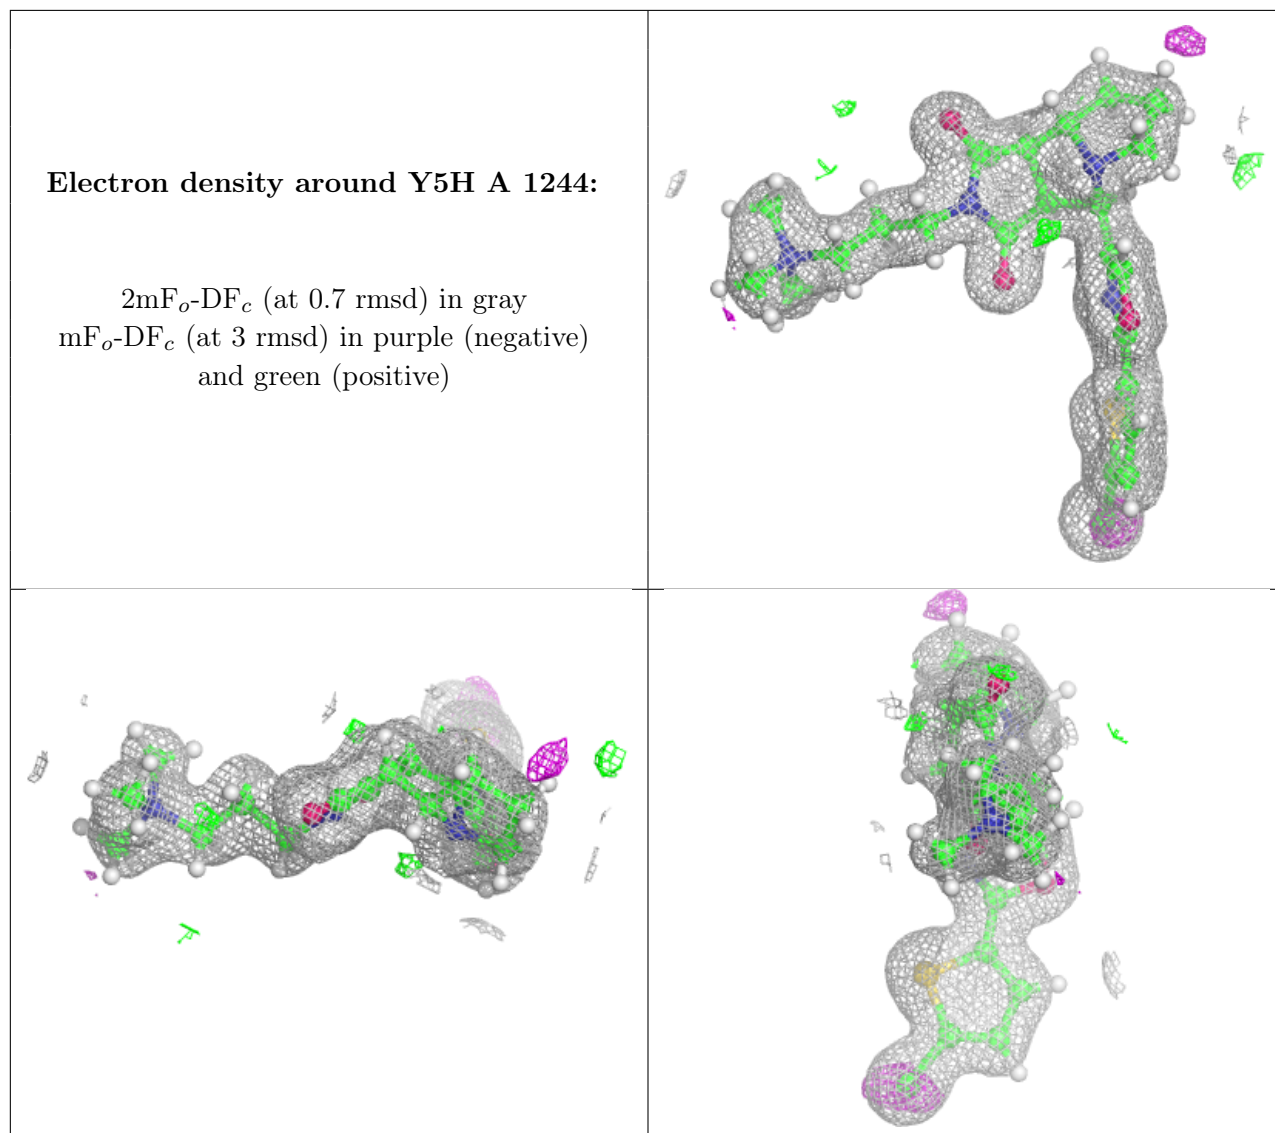 Electron density around Y5H A 1244:
2mFo-DFc (at 0.7 rmsd) in gray
mFo-DFc (at 3 rmsd) in purple (negative)
and green (positive)